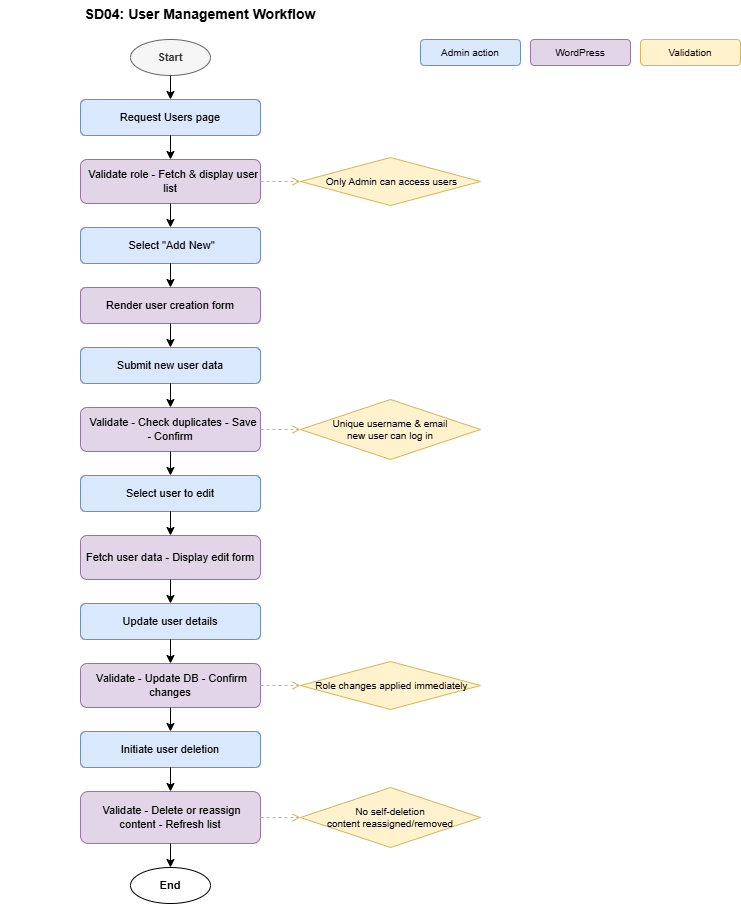 SD04: User Management Workflow
Start
Admin action
WordPress
Validation
Request Users page
Validate role - Fetch & display user
list
Only Admin can access users
Select "Add New"
Render user creation form
Submit new user data
Validate - Check duplicates - Save
- Confirm
Unique username & email
new user can log in
Select user to edit
Fetch user data - Display edit form
Update user details
Validate - Update DB - Confirm
changes
Role changes applied immediately
Initiate user deletion
Validate - Delete or reassign
content - Refresh list
No self-deletion
content reassigned/removed
End